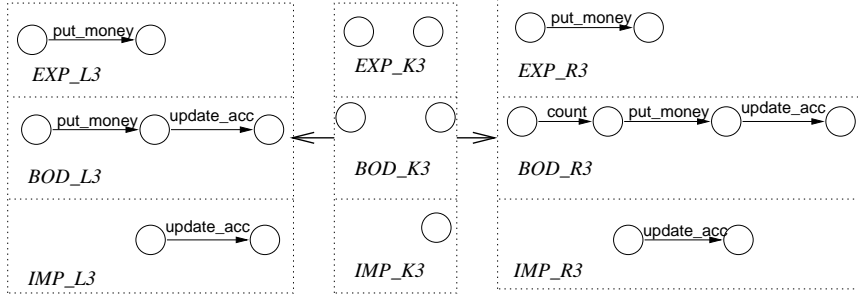 put_money put_money
EXP_L3 EXP_K3 EXP_R3
put_money update_acc count put_money update_acc
BOD_L3 BOD_K3 BOD_R3
update_acc update_acc
IMP_L3 IMP_K3 IMP_R3